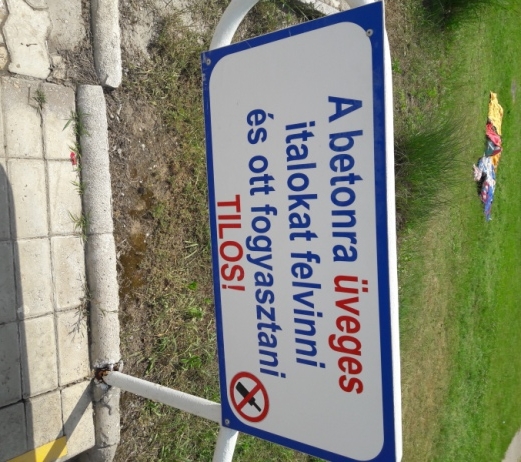 A betonra üveges
italokat felvinni
és ott fogyasztani
TILOS!